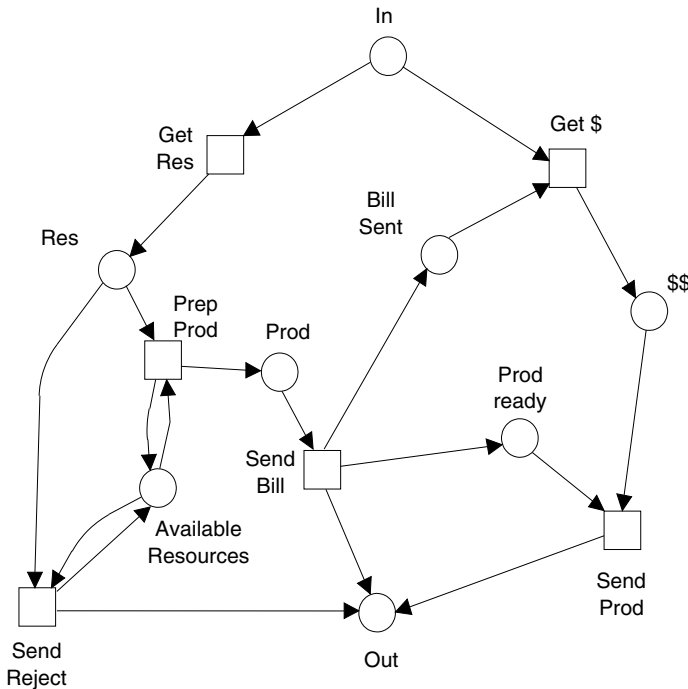 In
Get $
Get
Res
Bill
Sent
Res
$$
Prep
Prod
Prod
Prod
ready
Send
Bill
Available
Resources
Send
Prod
Send
Reject
Out